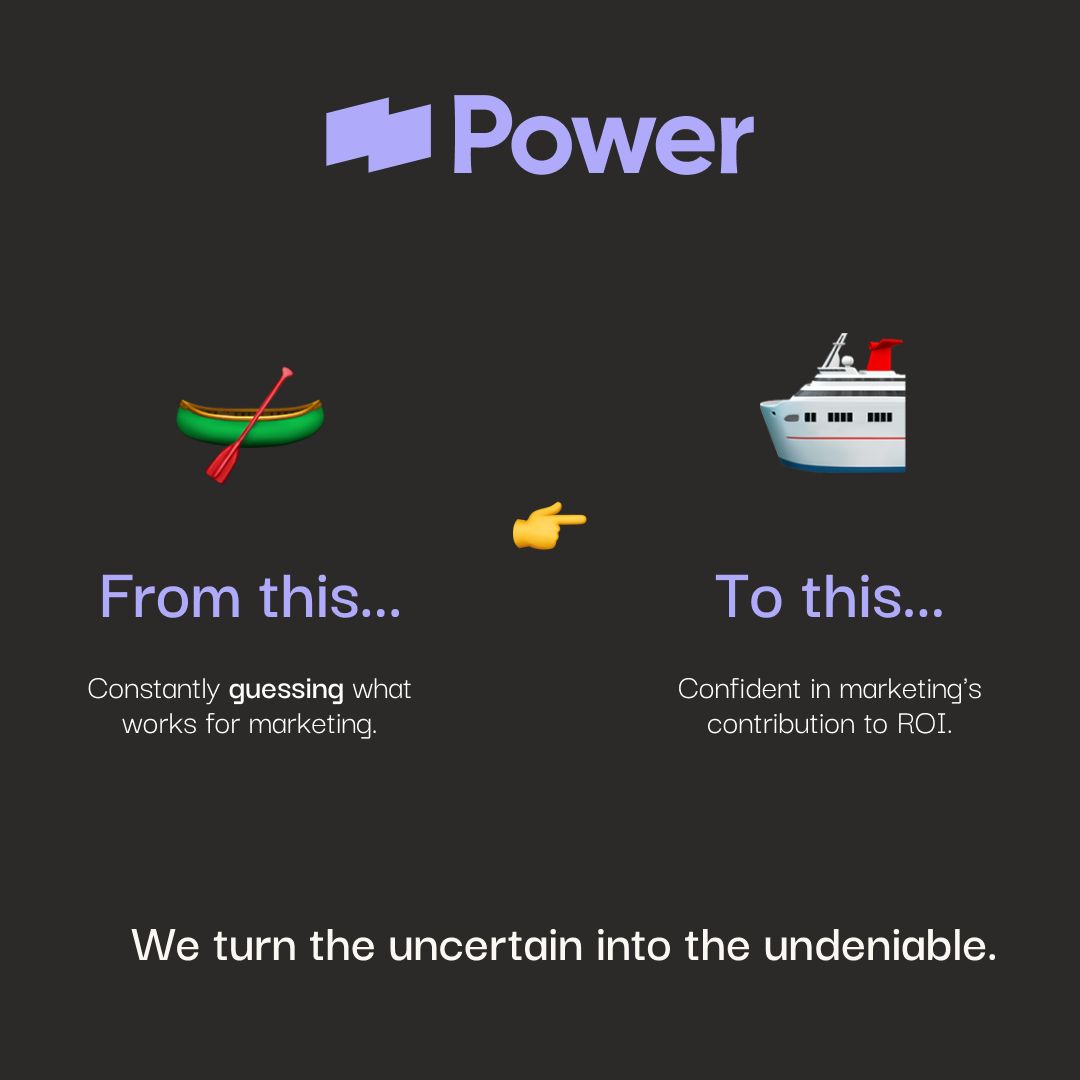 Power
From this...
Constantly guessing what
works for marketing.
To this...
Confident in marketing's
contribution to ROI.
We turn the uncertain into the undeniable.